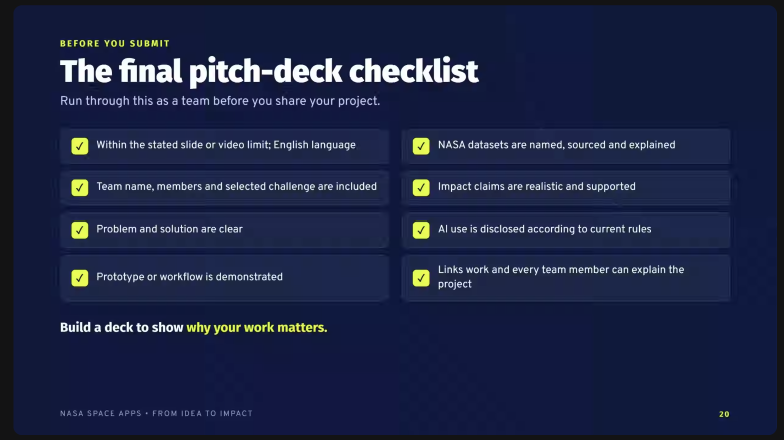 BEFORE YOU SUBMIT
The final pitch-deck checklist
Run through this as a team before you share your project.
Within the stated slide or video limit; English language
NASA datasets are named, sourced and explained
Team name, members and selected challenge are included
Impact claims are realistic and supported
Problem and solution are clear
AI use is disclosed according to current rules
Prototype or workflow is demonstrated
Links work and every team member can explain the
project
Build a deck to show why your work matters.
NASA SPACE APPS • FROM IDEA TO IMPACT
20